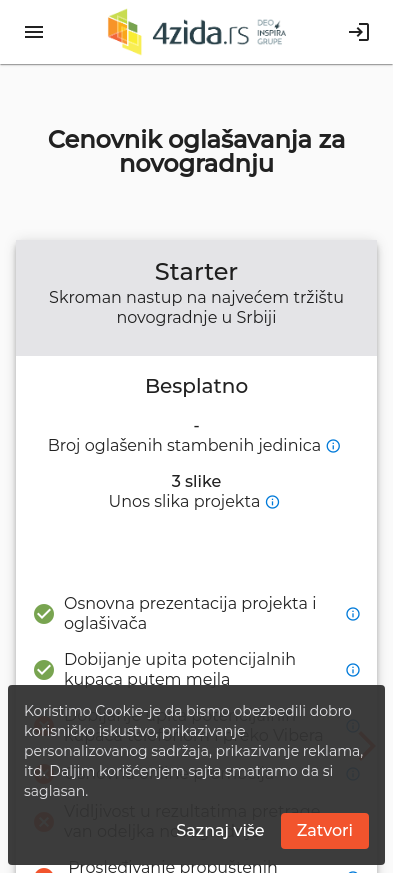 4zida.rs
DEO
INSPIRA
GRUPE
Cenovnik oglašavanja za
novogradnju
Starter
Skroman nastup na najvećem tržištu
novogradnje u Srbiji
Besplatno
-
Broj oglašenih stambenih jedinica
3 slike
Unos slika projekta
Osnovna prezentacija projekta i
oglašivača
Dobijanje upita potencijalnih
kupaca putem mejla
Koristimo Cookie-je da bismo obezbedili dobro
korisničko iskustvo, prikazivanje
personalizovanog sadržaja, prikazivanje reklama,
itd. Daljim korišćenjem sajta smatramo da si
saglasan.
Vidljivost u rezultatima pretrage
van odeljka
Saznaj više
Zatvori
Prosleđivanje propuštenih